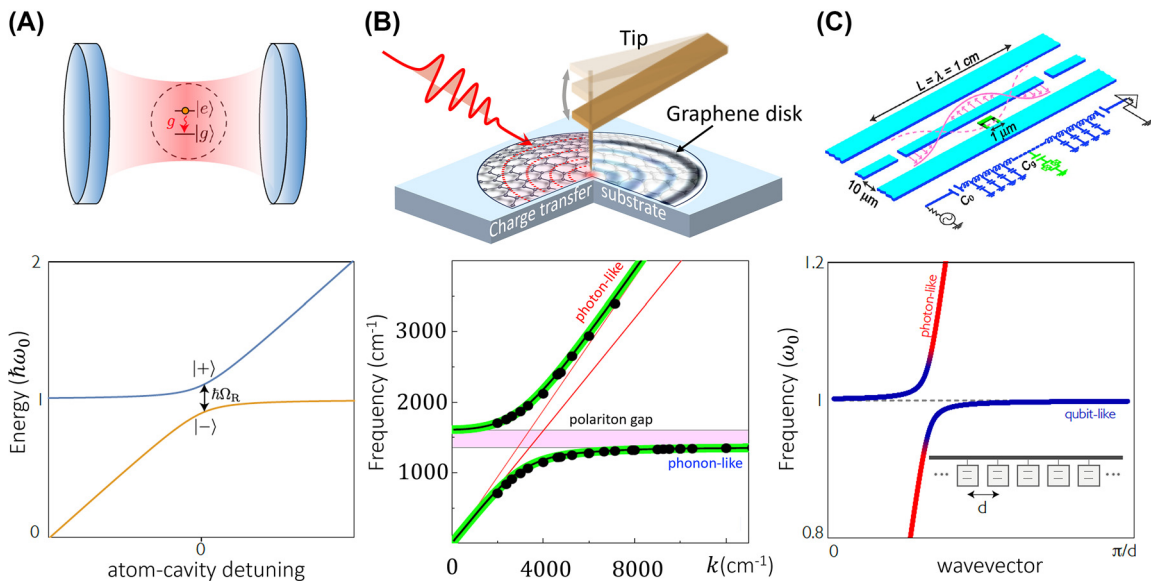 (A)
|e⟩
g
|g⟩
(B)
Tip
Graphene disk
Charge transfer
substrate
(C)
L = λ = 1 cm
1 μm
10 μm
C₀
C_g
2
1
0
Energy (ħω₀)
|+⟩
ħΩ_R
|−⟩
0
atom-cavity detuning
3000
2000
1000
Frequency (cm⁻¹)
photon-like
polariton gap
phonon-like
0
4000
8000
k(cm⁻¹)
1.2
1
0.8
Frequency (ω₀)
photon-like
qubit-like
...
...
d
0
π/d
wavevector